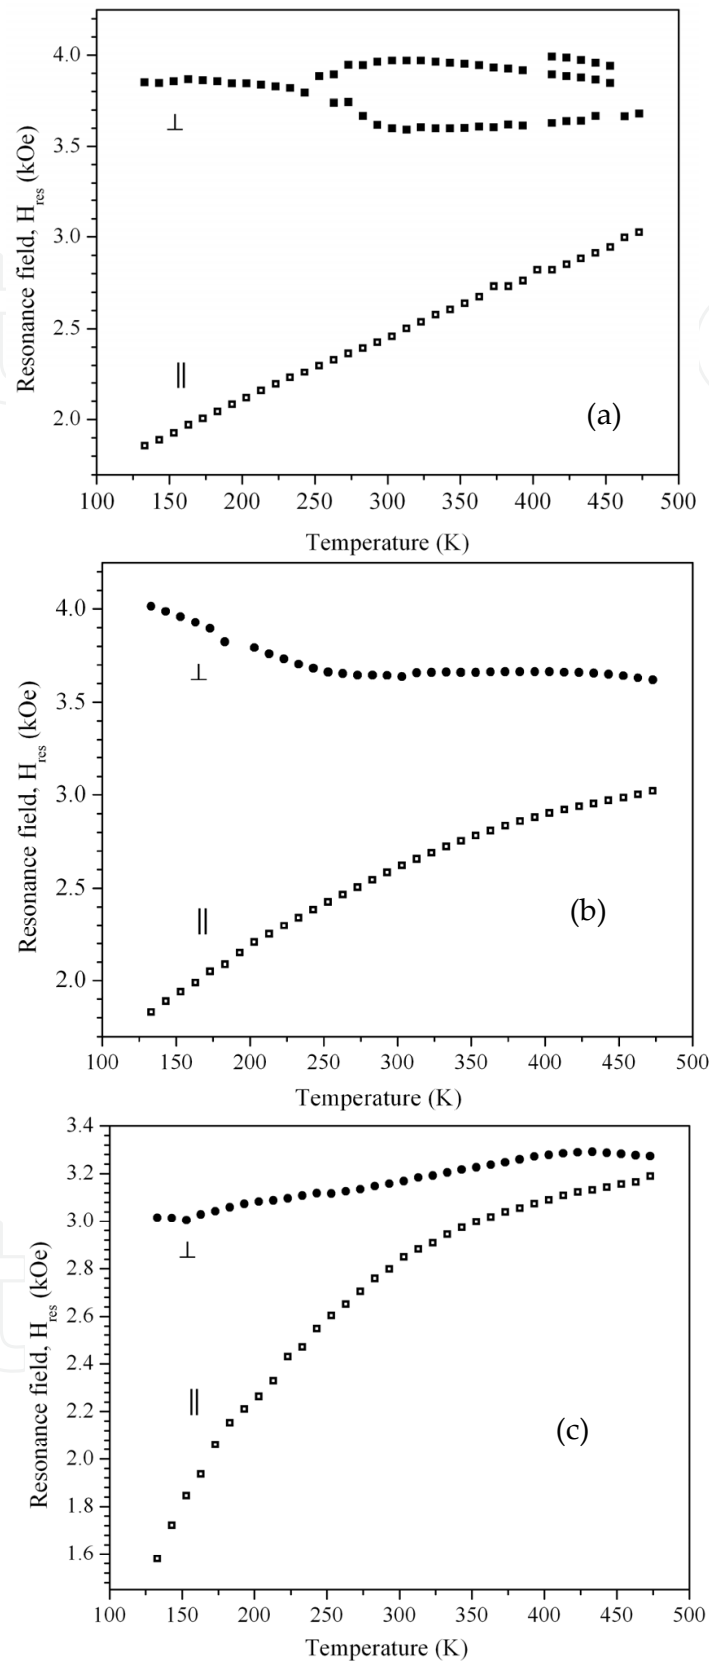 4.0
3.5
3.0
2.5
2.0
Resonance field, H_res (kOe)
⊥
||
(a)
100 150 200 250 300 350 400 450 500
Temperature (K)
4.0
3.5
3.0
2.5
2.0
Resonance field, H_res (kOe)
⊥
||
(b)
100 150 200 250 300 350 400 450 500
Temperature (K)
3.4
3.2
3.0
2.8
2.6
2.4
2.2
2.0
1.8
1.6
Resonance field, H_res (kOe)
⊥
||
(c)
100 150 200 250 300 350 400 450 500
Temperature (K)